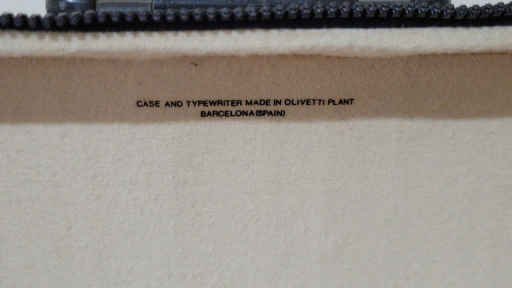 CASE AND TYPEWRITER MADE IN OLIVETTI PLANT
BARCELONA(SPAIN)